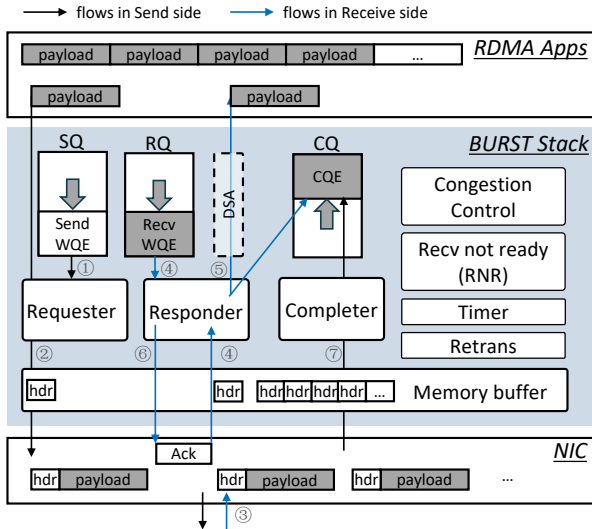 flows in Send side
flows in Receive side
RDMA Apps
payload payload payload payload ...
payload payload
BURST Stack
SQ RQ CQ
DSA
CQE
Send
WQE
Recv
WQE
① ④ ⑤
Congestion
Control
Recv not ready
(RNR)
Timer
Retrans
Requester Responder Completer
② ⑥ ④ ⑦
hdr hdr hdr hdr hdr hdr ... Memory buffer
NIC
Ack
hdr payload hdr payload hdr payload ...
③